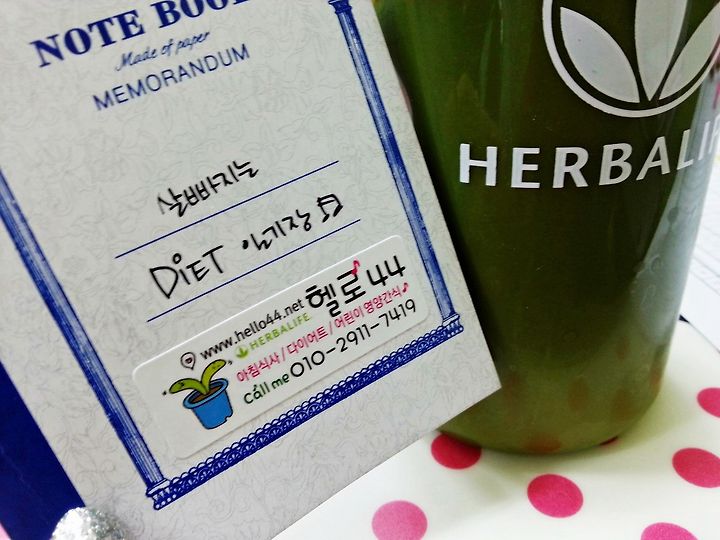 NOTE BOOK
Made of paper
MEMORANDUM
살빠지는
DIET 일기장
www.hello44.net 헬로44
HERBALIFE
아침식사 / 다이어트 / 어린이 영양간식
call me 010-2911-7419
HERBALIFE